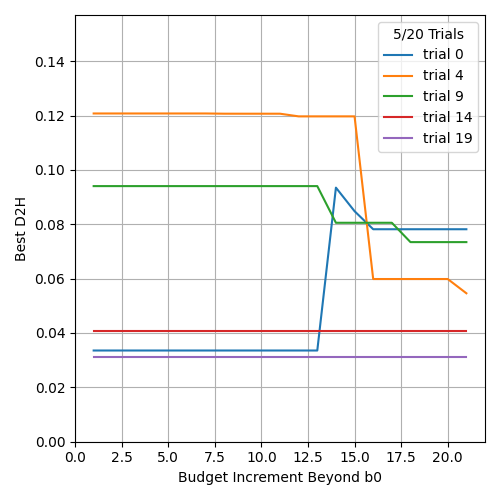 5/20 Trials
trial 0
trial 4
trial 9
trial 14
trial 19
Best D2H
0.14
0.12
0.10
0.08
0.06
0.04
0.02
0.00
0.0 2.5 5.0 7.5 10.0 12.5 15.0 17.5 20.0
Budget Increment Beyond b0